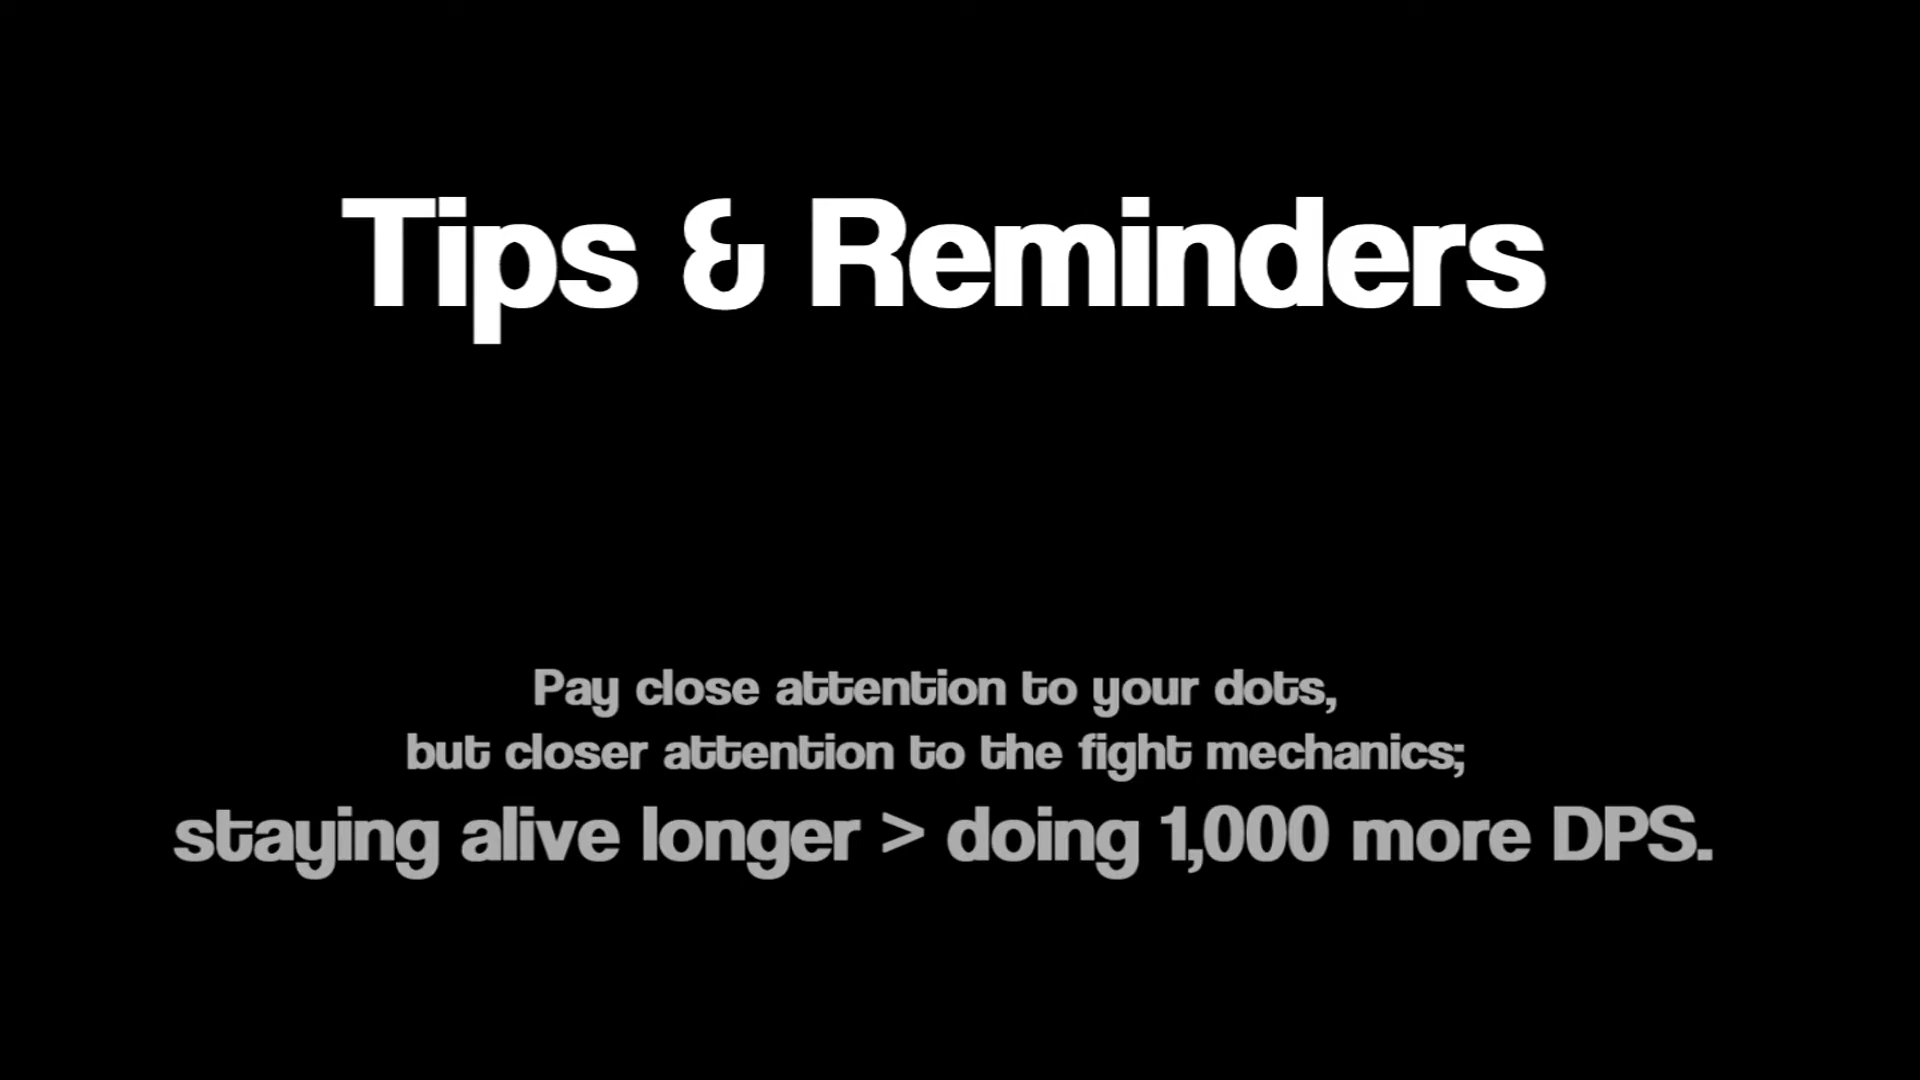 Tips & Reminders
Pay close attention to your dots,
but closer attention to the fight mechanics;
staying alive longer > doing 1,000 more DPS.